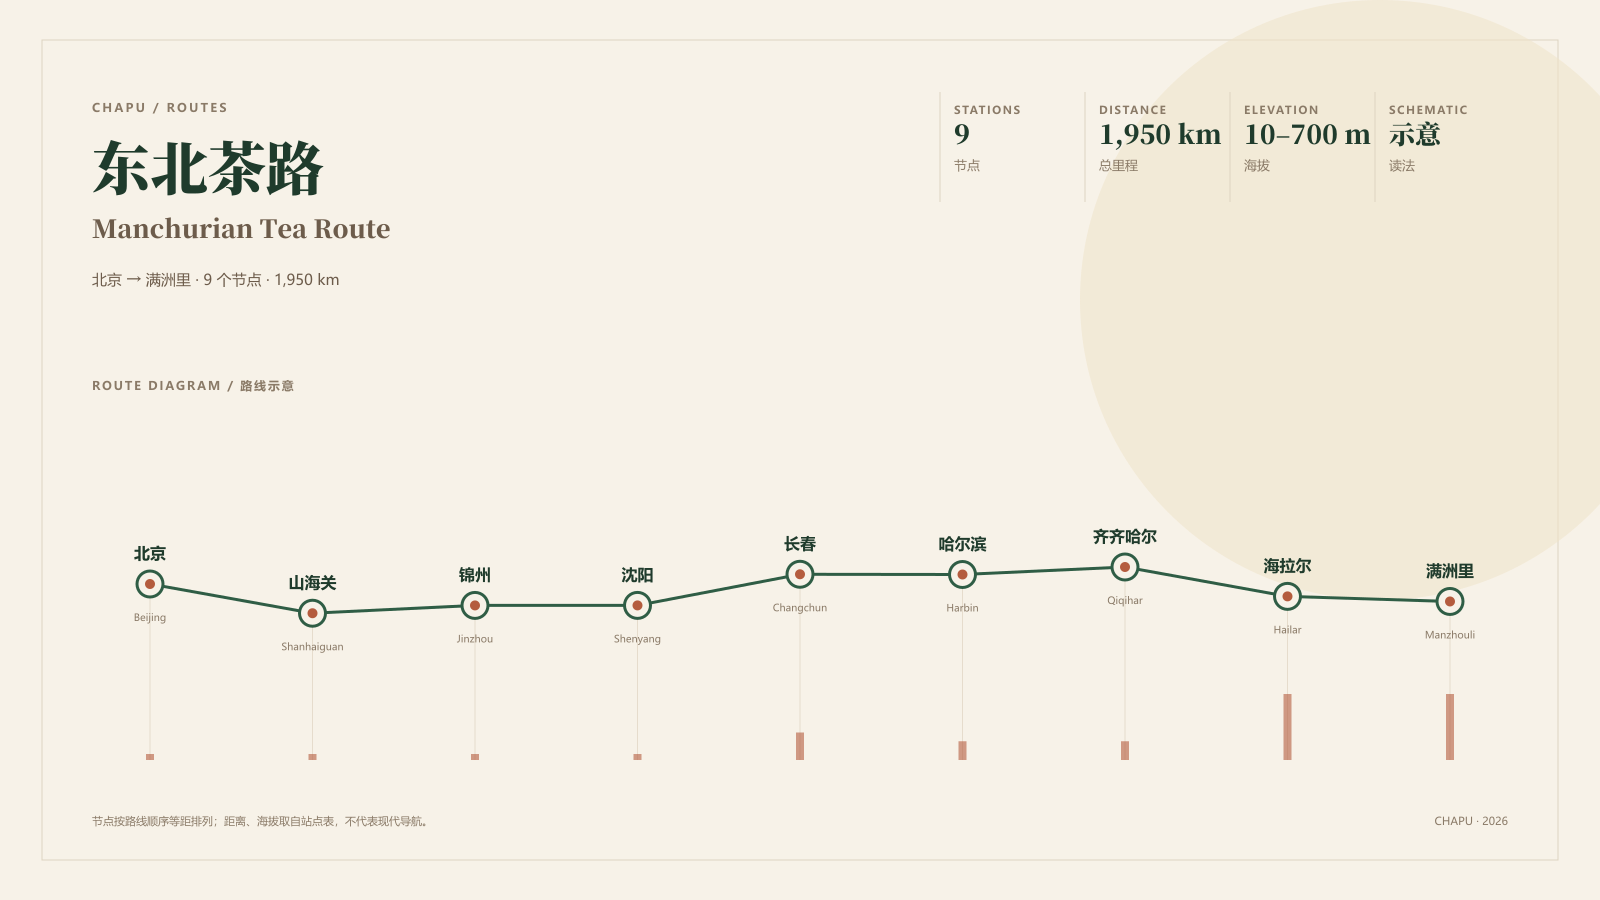 CHAPU / ROUTES
东北茶路
Manchurian Tea Route
北京 → 满洲里 · 9 个节点 · 1,950 km
STATIONS
9
节点
DISTANCE
1,950 km
总里程
ELEVATION
10–700 m
海拔
SCHEMATIC
示意
读法
ROUTE DIAGRAM / 路线示意
北京
Beijing
山海关
Shanhaiguan
锦州
Jinzhou
沈阳
Shenyang
长春
Changchun
哈尔滨
Harbin
齐齐哈尔
Qiqihar
海拉尔
Hailar
满洲里
Manzhouli
节点按路线顺序等距排列；距离、海拔取自站点表，不代表现代导航。
CHAPU · 2026